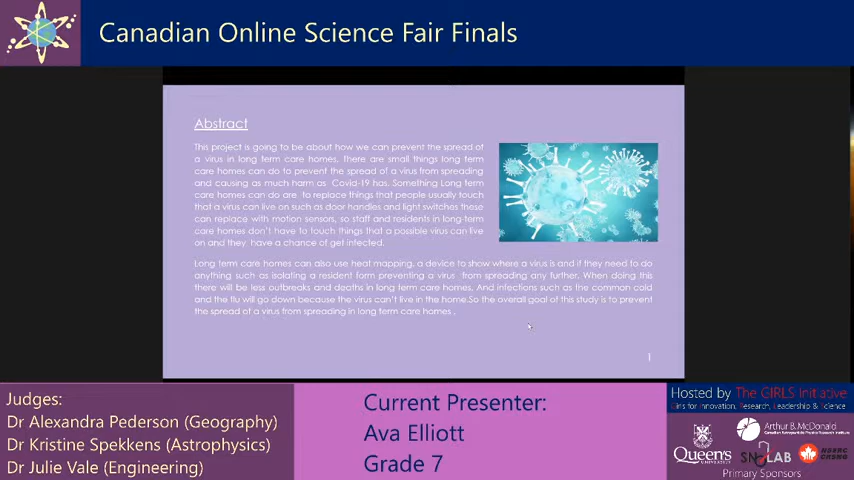 Canadian Online Science Fair Finals
Abstract
This project is going to be about how we can prevent the spread of
a virus in long term care homes. There are small things long term
care homes can do to prevent the spread of a virus from spreading
and causing as much harm as Covid-19 has. Something Long term
care homes can do are to replace things that people usually touch
that a virus can live on such as door handles and light switches these
can replace with motion sensors, so staff and residents in long term
care homes don't have to touch things that a possible virus can live
on and they have a chance of get infected.
Long term care homes can also use heat mapping, a device to show where a virus is and if they need to do
anything such as isolating a resident form preventing a virus from spreading any further. When doing this
there will be less outbreaks and deaths in long term care homes. And infections such as the common cold
and the flu will go down because the virus can't live in the home.So the overall goal of this study is to prevent
the spread of a virus from spreading in long term care homes .
1
Judges:
Dr Alexandra Pederson (Geography)
Dr Kristine Spekkens (Astrophysics)
Dr Julie Vale (Engineering)
Current Presenter:
Ava Elliott
Grade 7
Hosted by The GIRLS Initiative
Girls for Innovation, Research, Leadership & Science
Arthur B. McDonald
Canadian Astroparticle Physics Research Institute
Queen's
UNIVERSITY
SNOLAB
NSERC
CRSNG
Primary Sponsors